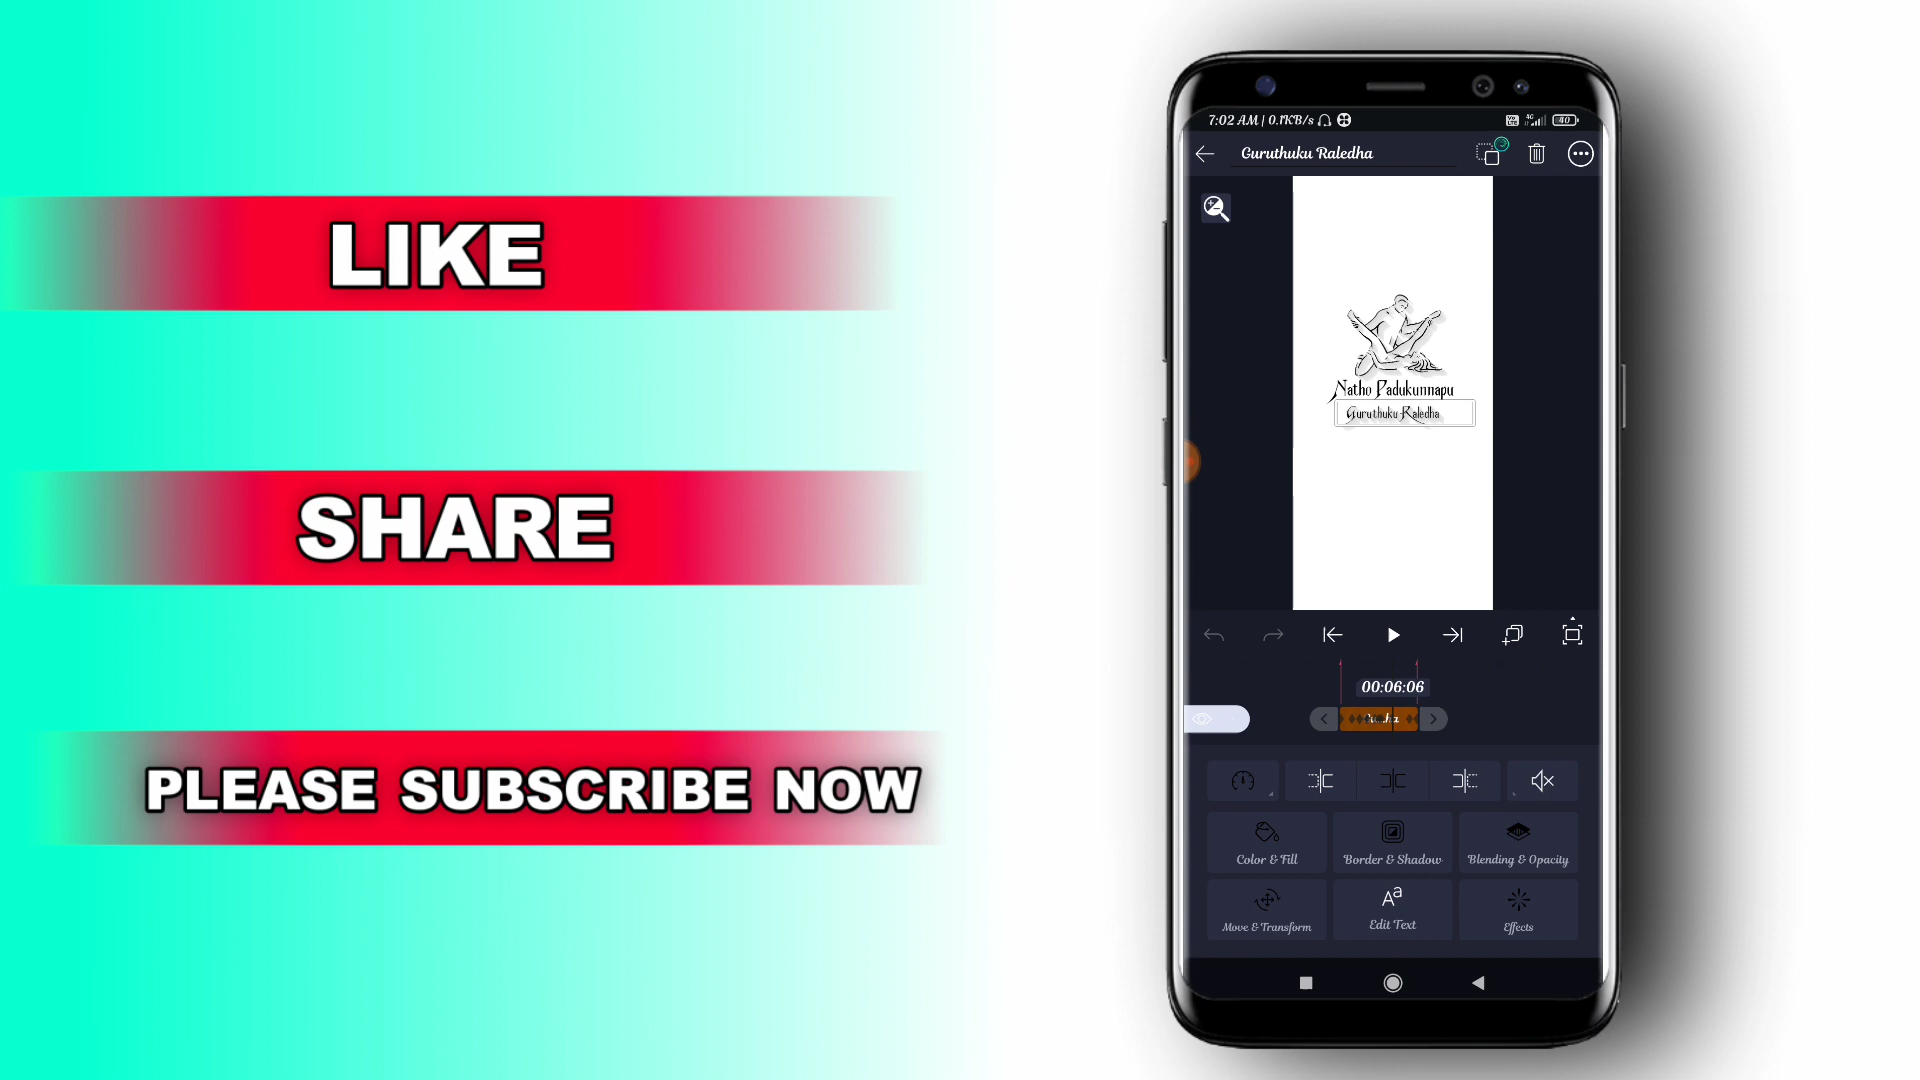 LIKE
SHARE
PLEASE SUBSCRIBE NOW
7:02 AM | 0.1KB/s
40
Guruthuku Raledha
Natho Padukunnapu
Guruthuku Raledha
00:06:06
Color & Fill
Border & Shadow
Blending & Opacity
Move & Transform
Edit Text
Effects